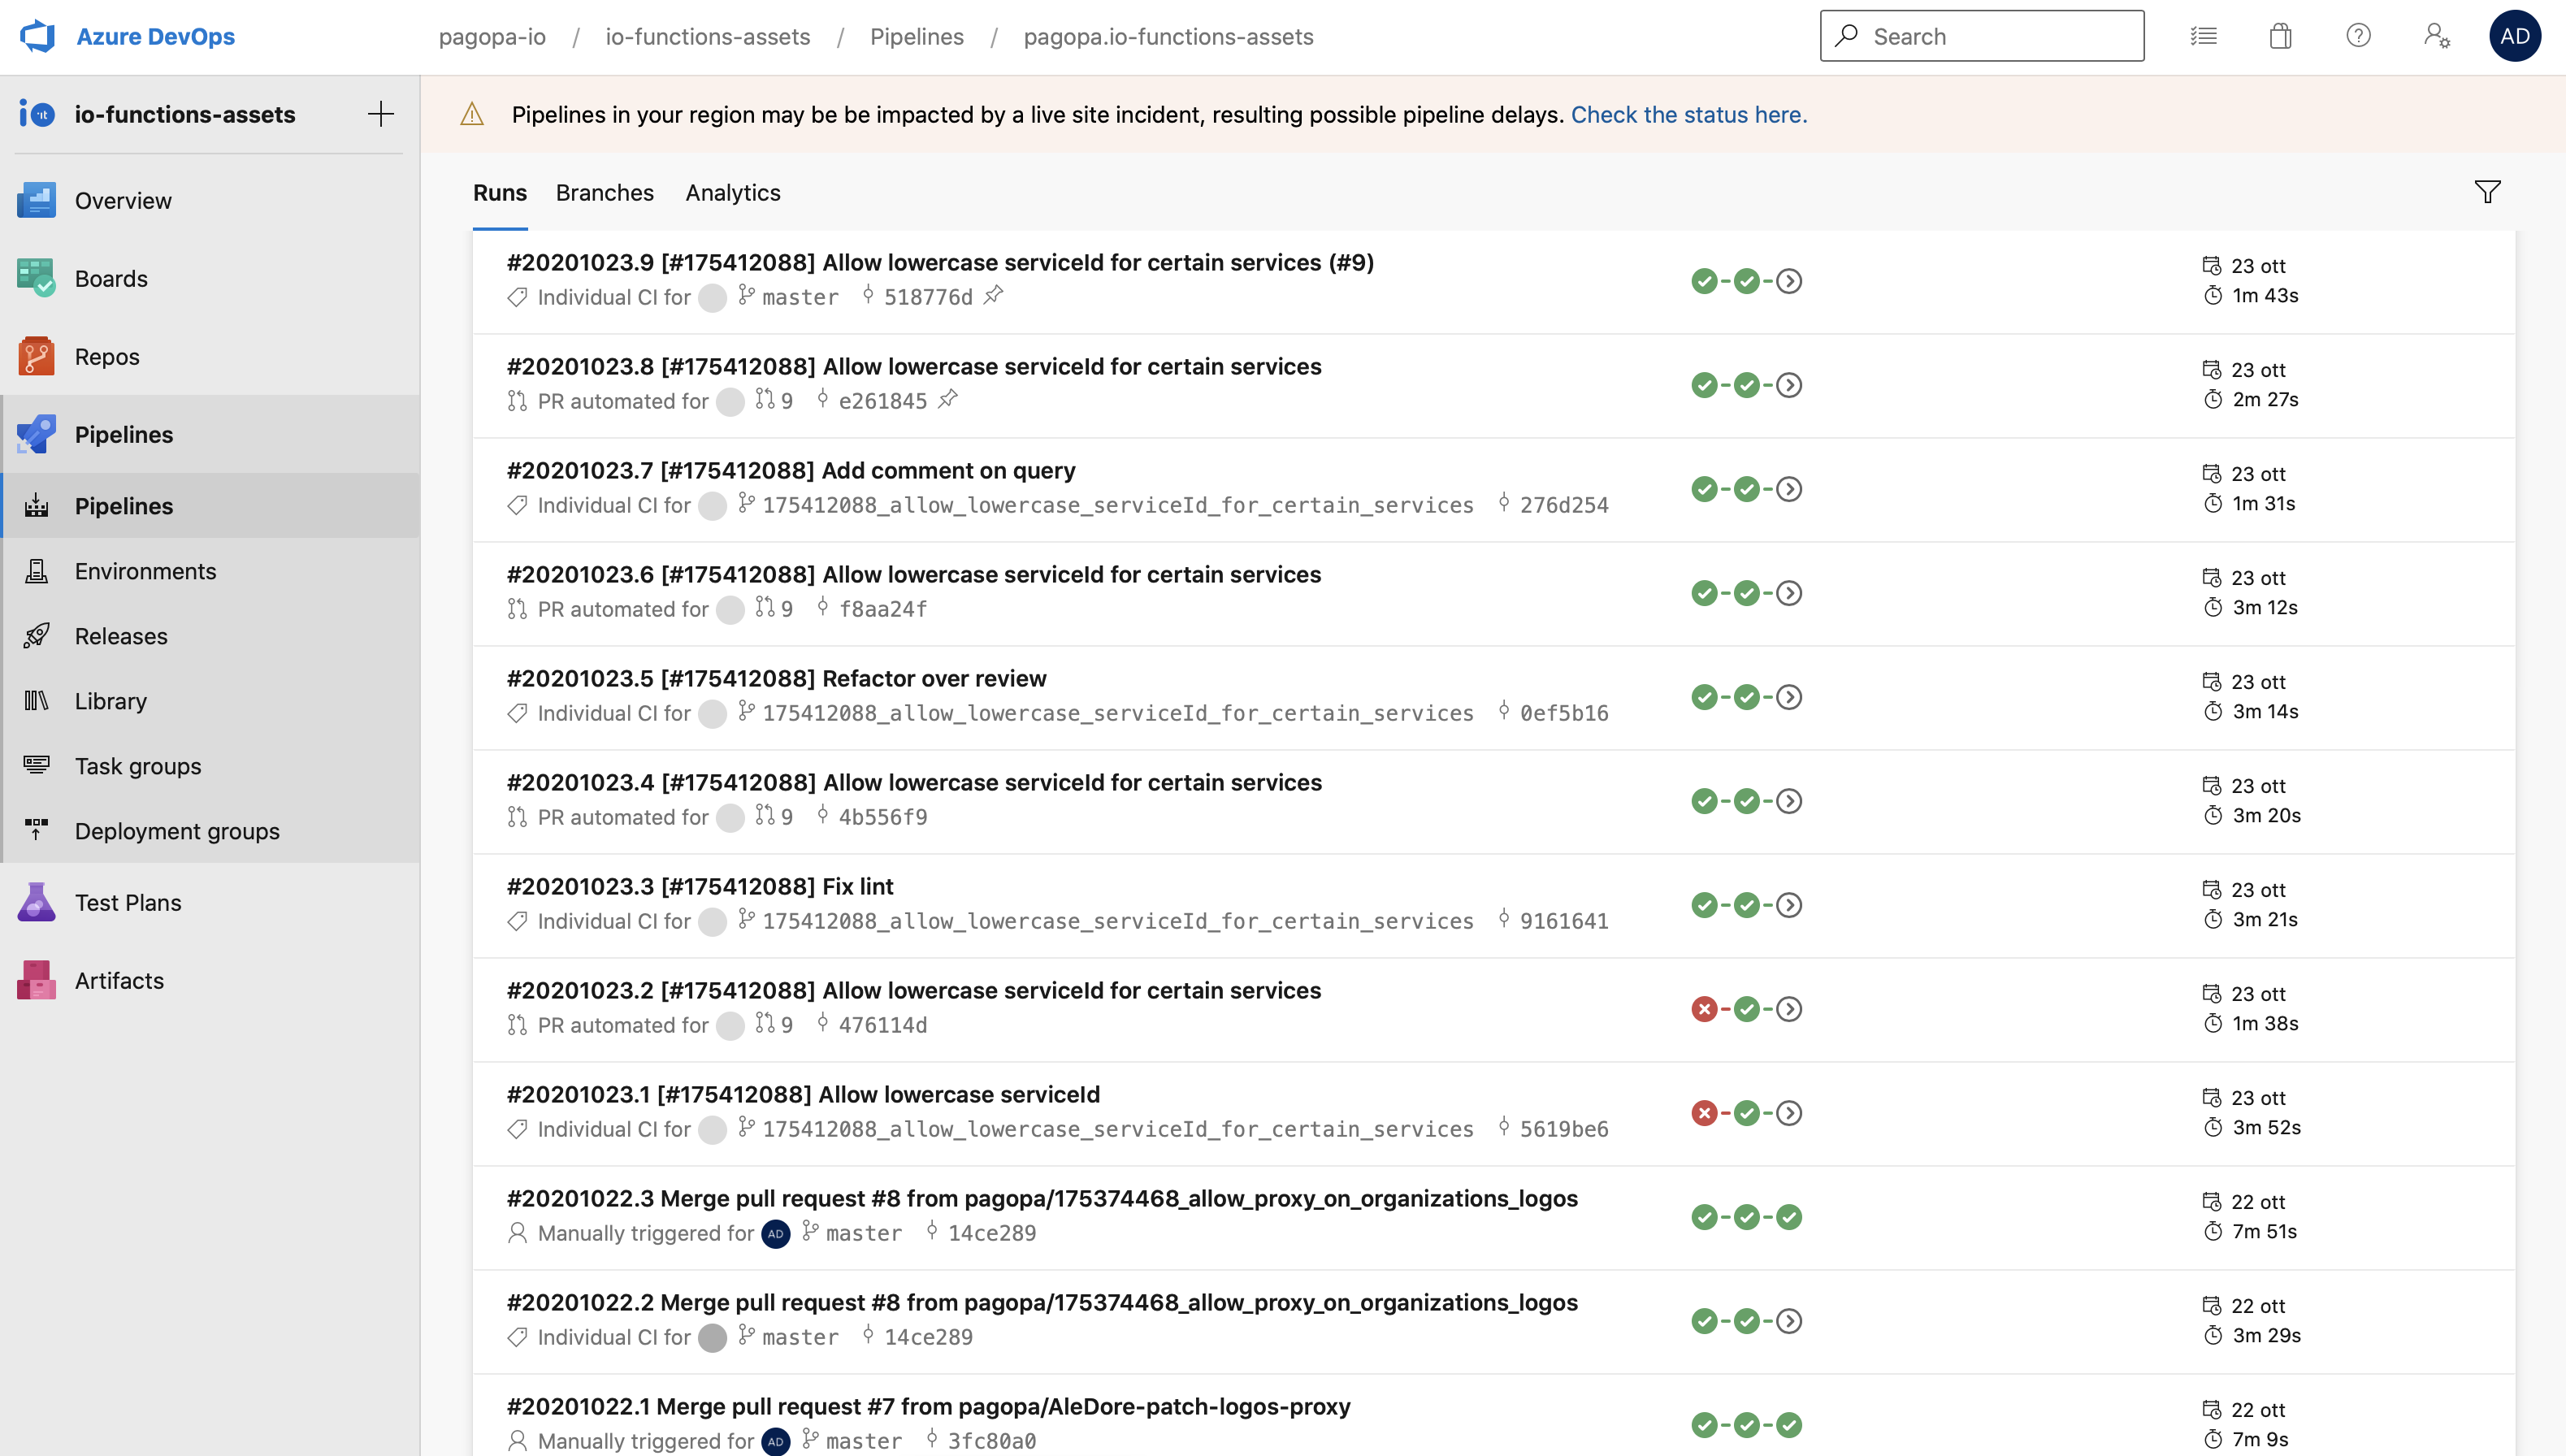 Azure DevOps
pagopa-io / io-functions-assets / Pipelines / pagopa.io-functions-assets
Search
AD
io-functions-assets
Overview
Boards
Repos
Pipelines
Pipelines
Environments
Releases
Library
Task groups
Deployment groups
Test Plans
Artifacts
Pipelines in your region may be be impacted by a live site incident, resulting possible pipeline delays. Check the status here.
Runs Branches Analytics
#20201023.9 [#175412088] Allow lowercase serviceId for certain services (#9)
Individual CI for master 518776d
23 ott
1m 43s
#20201023.8 [#175412088] Allow lowercase serviceId for certain services
PR automated for 9 e261845
23 ott
2m 27s
#20201023.7 [#175412088] Add comment on query
Individual CI for 175412088_allow_lowercase_serviceId_for_certain_services 276d254
23 ott
1m 31s
#20201023.6 [#175412088] Allow lowercase serviceId for certain services
PR automated for 9 f8aa24f
23 ott
3m 12s
#20201023.5 [#175412088] Refactor over review
Individual CI for 175412088_allow_lowercase_serviceId_for_certain_services 0ef5b16
23 ott
3m 14s
#20201023.4 [#175412088] Allow lowercase serviceId for certain services
PR automated for 9 4b556f9
23 ott
3m 20s
#20201023.3 [#175412088] Fix lint
Individual CI for 175412088_allow_lowercase_serviceId_for_certain_services 9161641
23 ott
3m 21s
#20201023.2 [#175412088] Allow lowercase serviceId for certain services
PR automated for 9 476114d
23 ott
1m 38s
#20201023.1 [#175412088] Allow lowercase serviceId
Individual CI for 175412088_allow_lowercase_serviceId_for_certain_services 5619be6
23 ott
3m 52s
#20201022.3 Merge pull request #8 from pagopa/175374468_allow_proxy_on_organizations_logos
Manually triggered for AD master 14ce289
22 ott
7m 51s
#20201022.2 Merge pull request #8 from pagopa/175374468_allow_proxy_on_organizations_logos
Individual CI for master 14ce289
22 ott
3m 29s
#20201022.1 Merge pull request #7 from pagopa/AleDore-patch-logos-proxy
Manually triggered for AD master 3fc80a0
22 ott
7m 9s